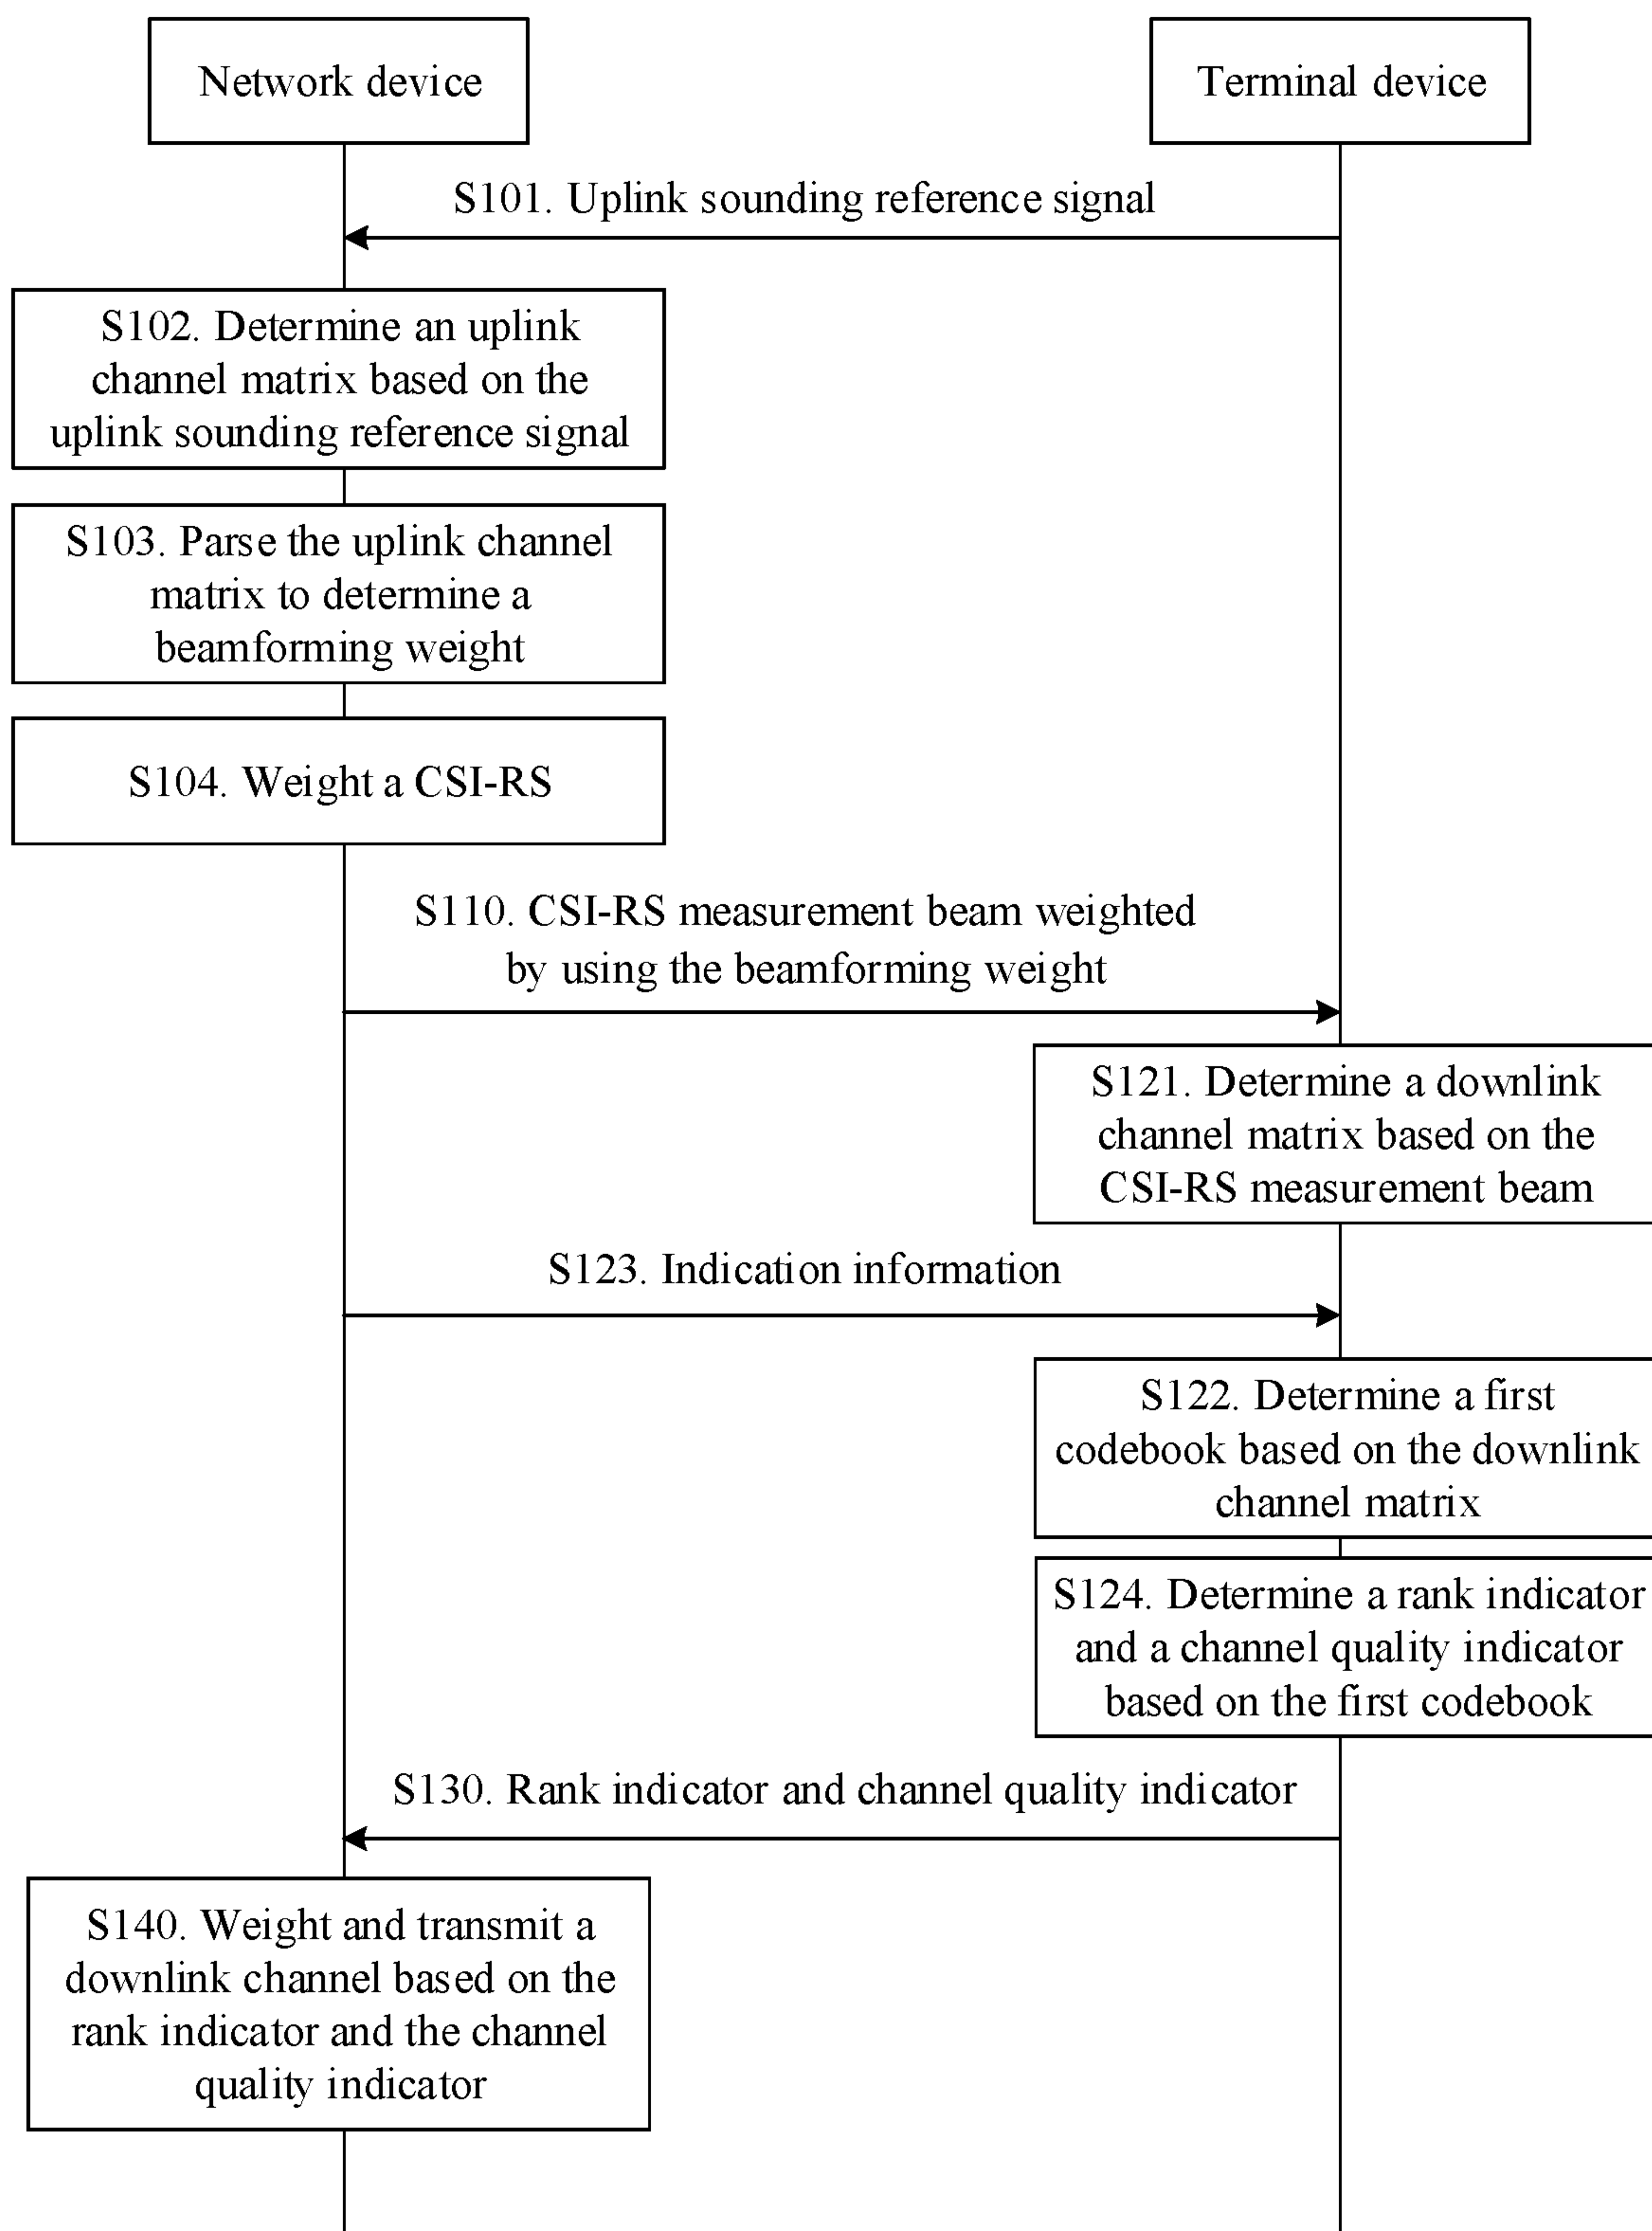 Network device
Terminal device
S101. Uplink sounding reference signal
S102. Determine an uplink
channel matrix based on the
uplink sounding reference signal
S103. Parse the uplink channel
matrix to determine a
beamforming weight
S104. Weight a CSI-RS
S110. CSI-RS measurement beam weighted
by using the beamforming weight
S121. Determine a downlink
channel matrix based on the
CSI-RS measurement beam
S123. Indication information
S122. Determine a first
codebook based on the downlink
channel matrix
S124. Determine a rank indicator
and a channel quality indicator
based on the first codebook
S130. Rank indicator and channel quality indicator
S140. Weight and transmit a
downlink channel based on the
rank indicator and the channel
quality indicator